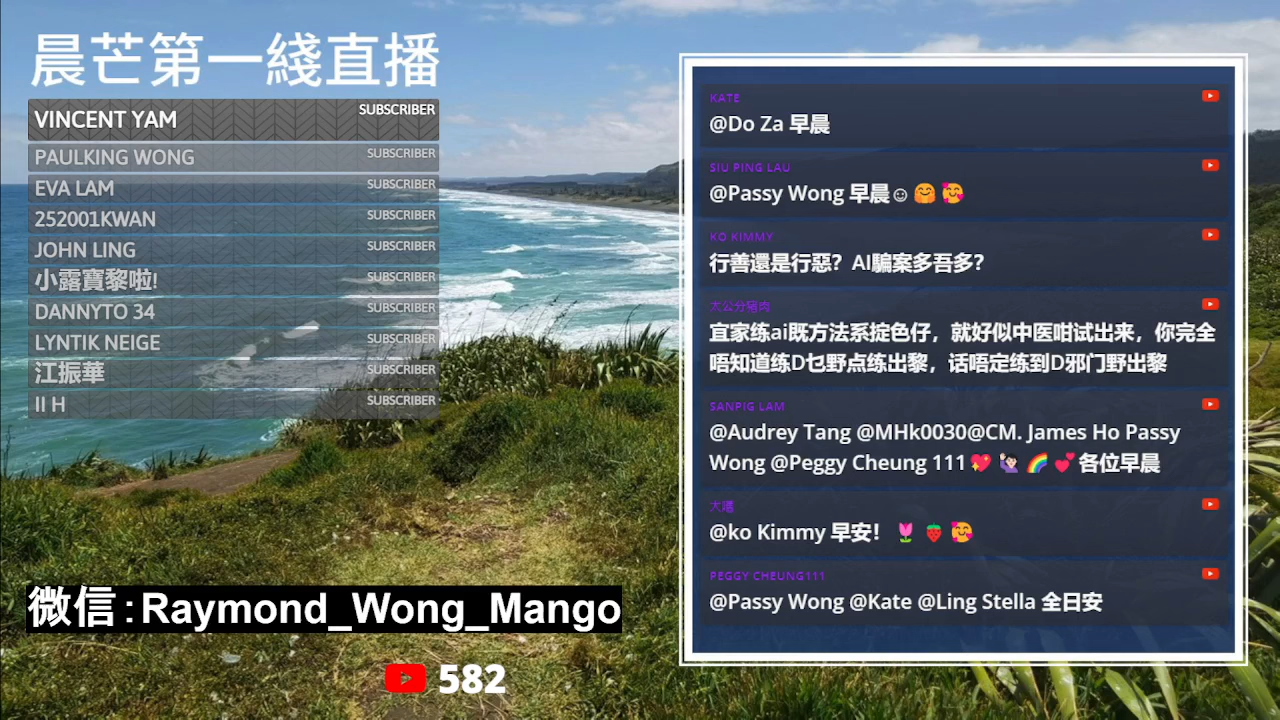 晨芒第一綫直播
VINCENT YAM SUBSCRIBER
PAULKING WONG SUBSCRIBER
EVA LAM SUBSCRIBER
252001KWAN SUBSCRIBER
JOHN LING SUBSCRIBER
小露寶黎啦! SUBSCRIBER
DANNYTO 34 SUBSCRIBER
LYNTIK NEIGE SUBSCRIBER
江振華 SUBSCRIBER
II H SUBSCRIBER
微信:Raymond_Wong_Mango
582
KATE
@Do Za 早晨
SIU PING LAU
@Passy Wong 早晨☺🤗🥰
KO KIMMY
行善還是行惡？AI騙案多吾多？
大公分豬肉
宜家练ai既方法系掟色仔，就好似中医咁试出来，你完全
唔知道练D乜野点练出黎，话唔定练到D邪门野出黎
SANPIG LAM
@Audrey Tang @MHk0030@CM. James Ho Passy
Wong @Peggy Cheung 111💖🙋🏻🌈💕各位早晨
@ko Kimmy 早安！🌷🍓🥰
PEGGY CHEUNG111
@Passy Wong @Kate @Ling Stella 全日安